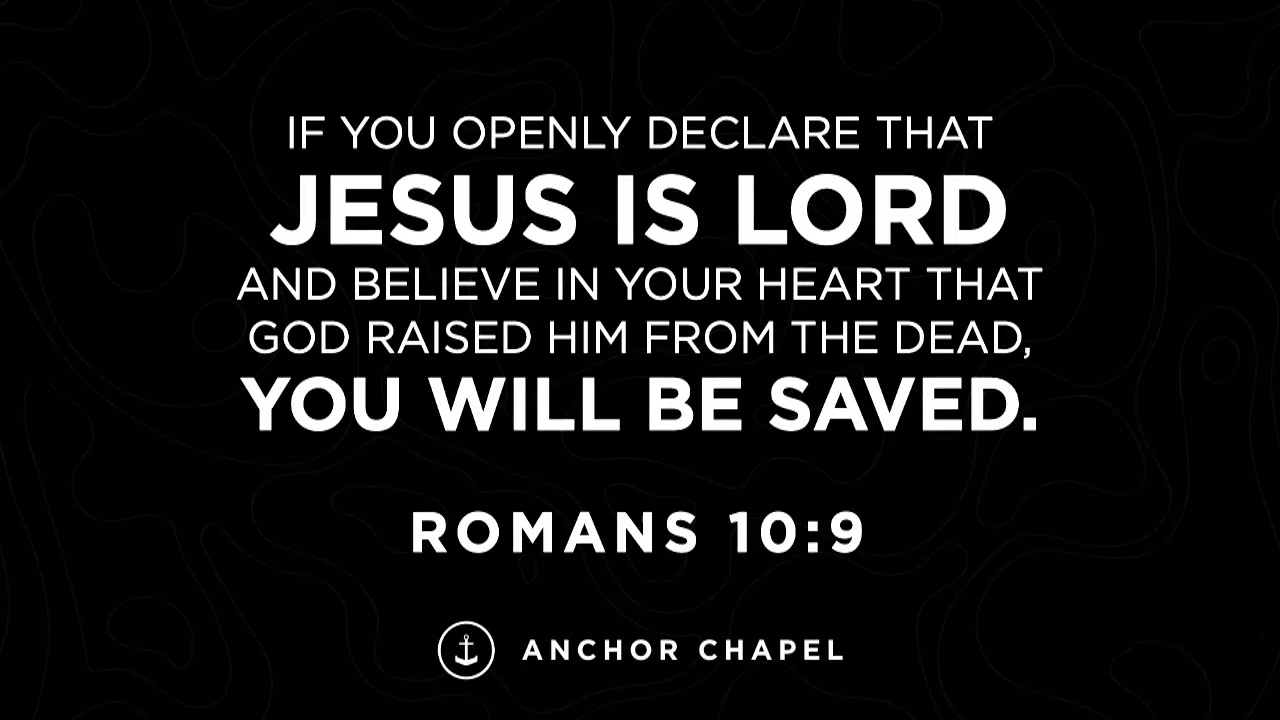 IF YOU OPENLY DECLARE THAT
JESUS IS LORD
AND BELIEVE IN YOUR HEART THAT
GOD RAISED HIM FROM THE DEAD,
YOU WILL BE SAVED.
ROMANS 10:9
ANCHOR CHAPEL